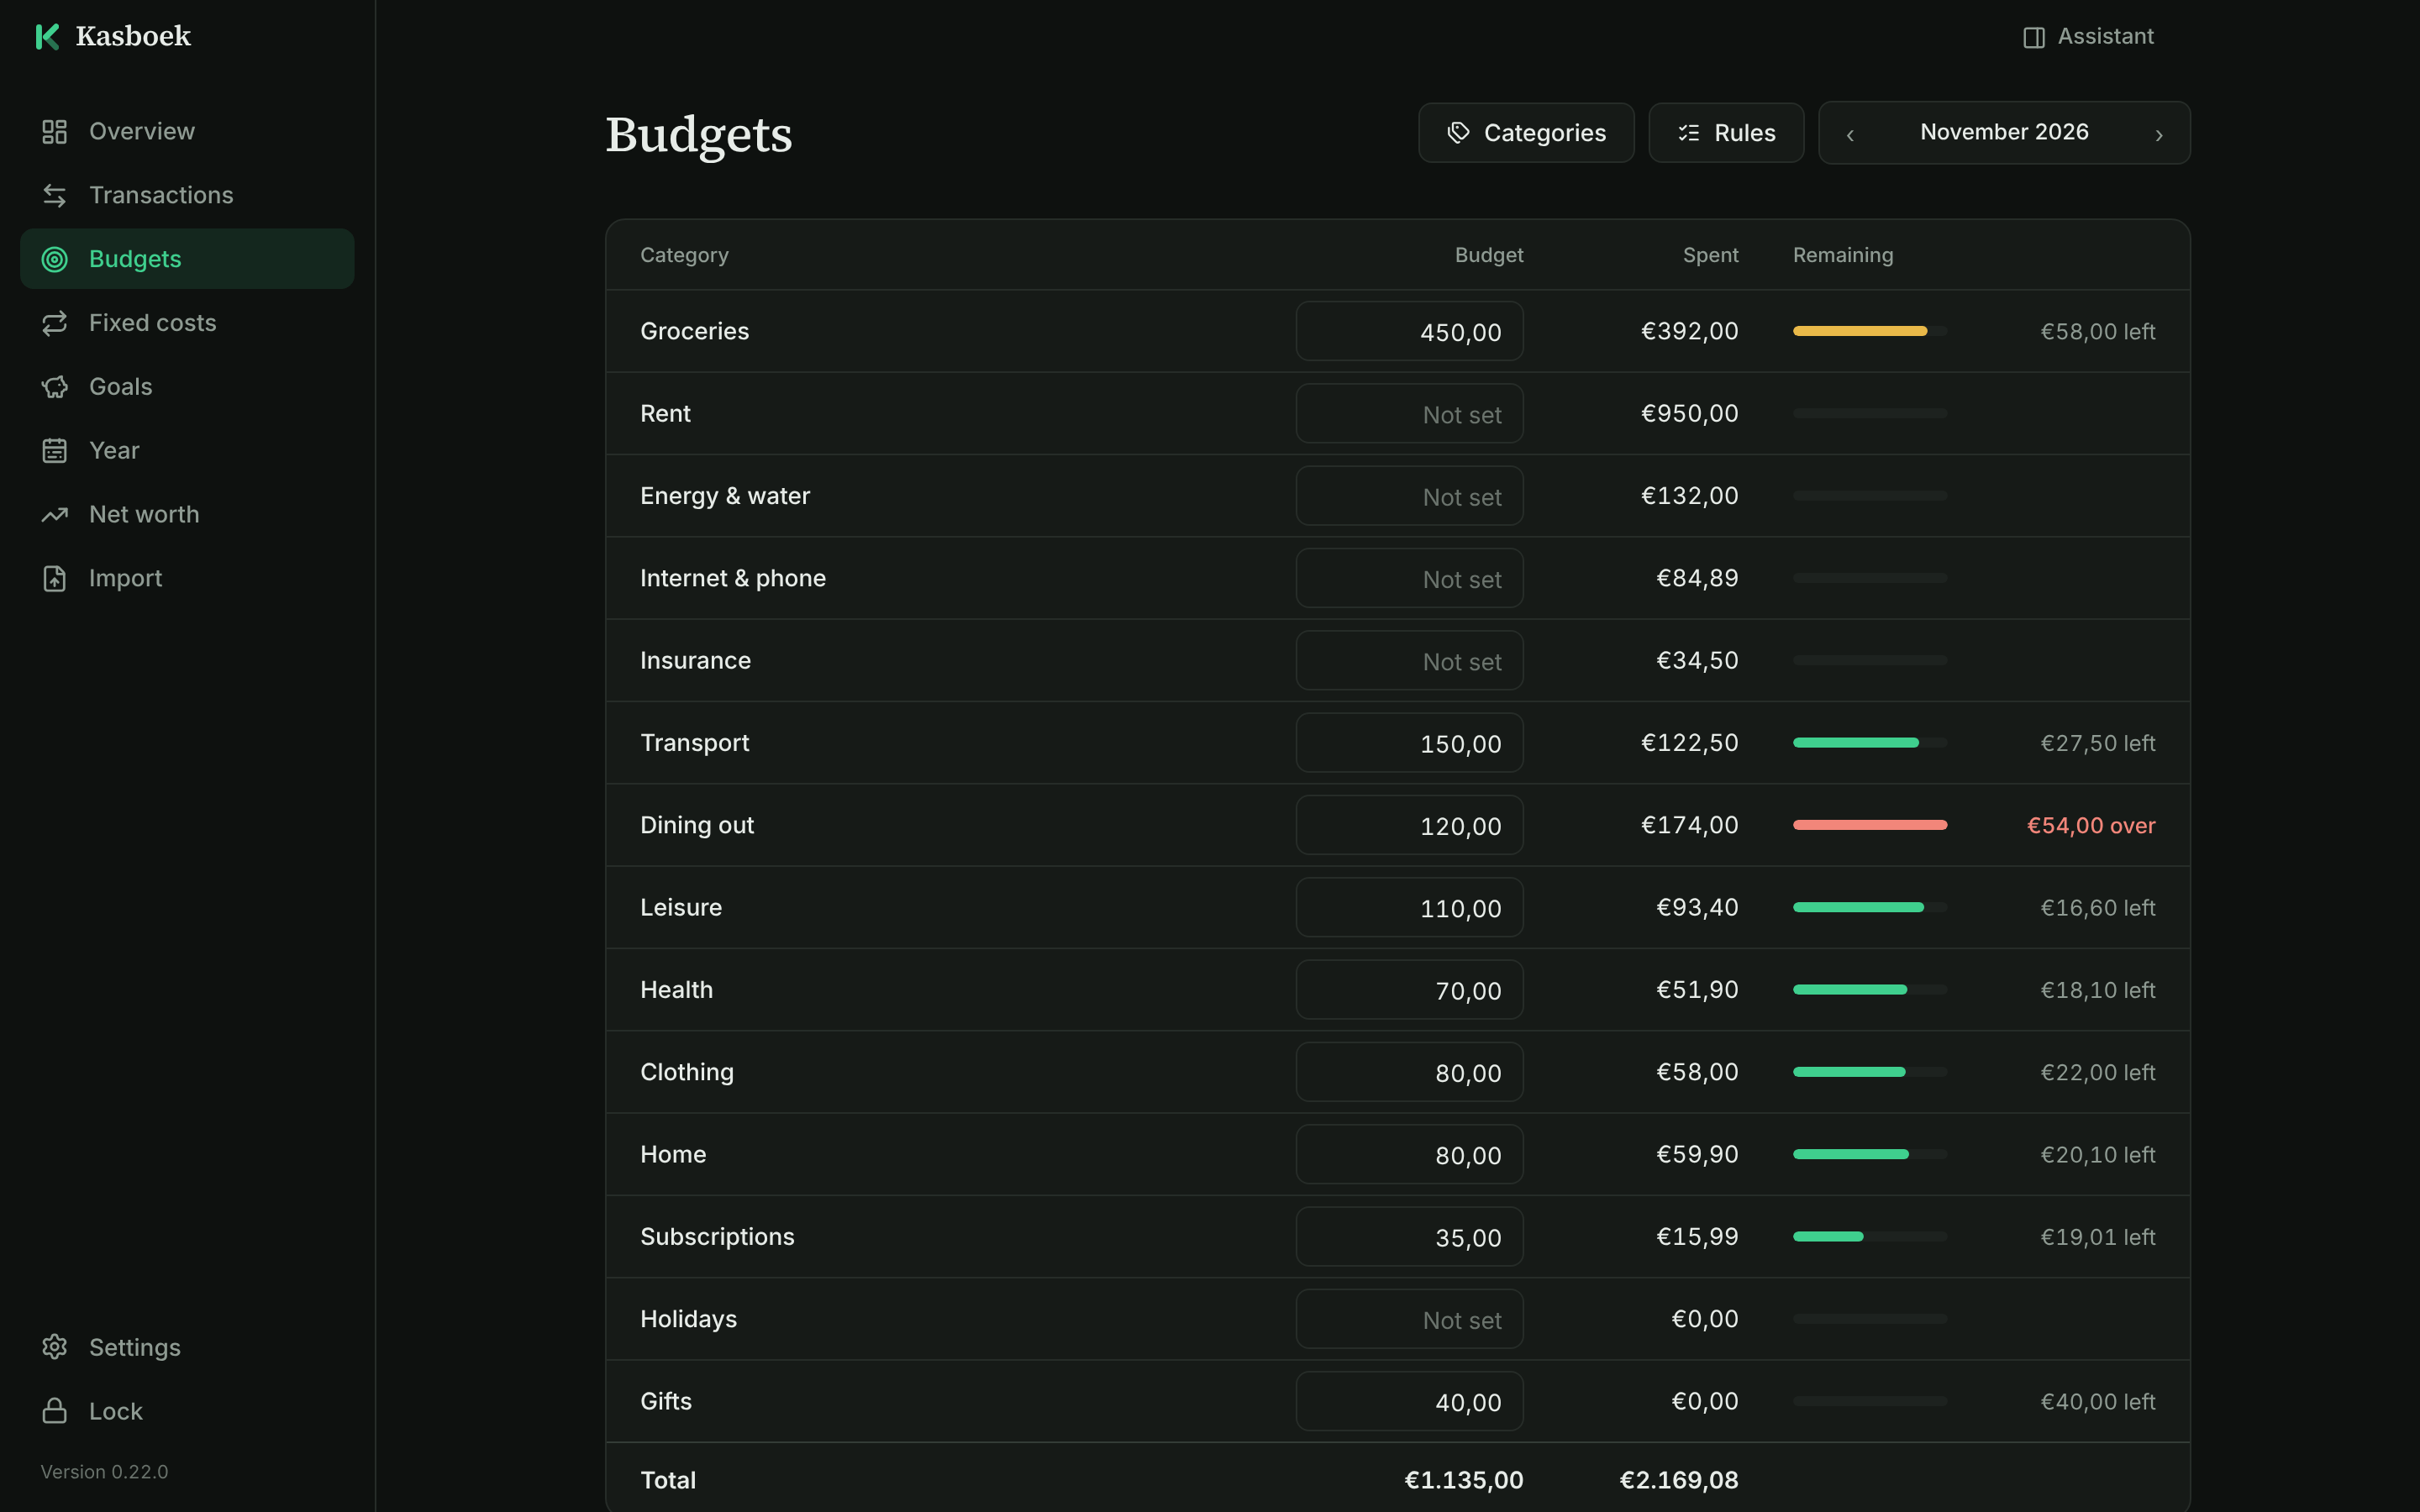 Kasboek
Assistant
Overview
Transactions
Budgets
Fixed costs
Goals
Year
Net worth
Import
Settings
Lock
Version 0.22.0
Budgets
Categories
Rules
‹ November 2026 ›
Category Budget Spent Remaining
Groceries 450,00 €392,00 €58,00 left
Rent Not set €950,00
Energy & water Not set €132,00
Internet & phone Not set €84,89
Insurance Not set €34,50
Transport 150,00 €122,50 €27,50 left
Dining out 120,00 €174,00 €54,00 over
Leisure 110,00 €93,40 €16,60 left
Health 70,00 €51,90 €18,10 left
Clothing 80,00 €58,00 €22,00 left
Home 80,00 €59,90 €20,10 left
Subscriptions 35,00 €15,99 €19,01 left
Holidays Not set €0,00
Gifts 40,00 €0,00 €40,00 left
Total €1.135,00 €2.169,08